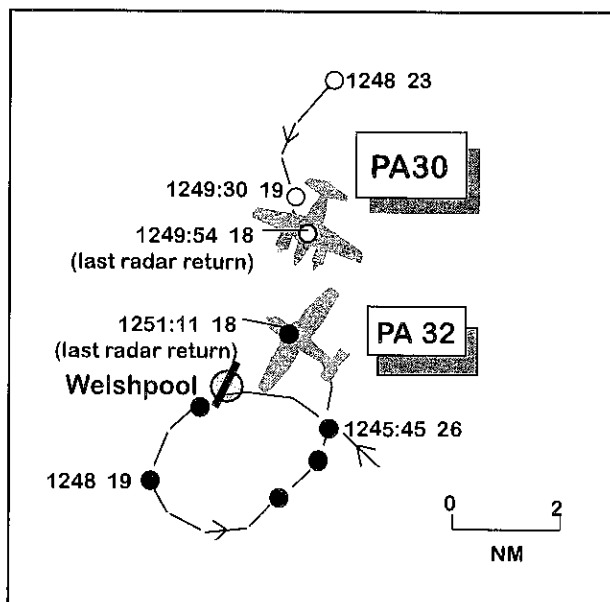 1248 23
PA30
1249:30 19
1249:54 18
(last radar return)
1251:11 18
(last radar return)
PA 32
Welshpool
1245:45 26
1248 19
0 2
NM